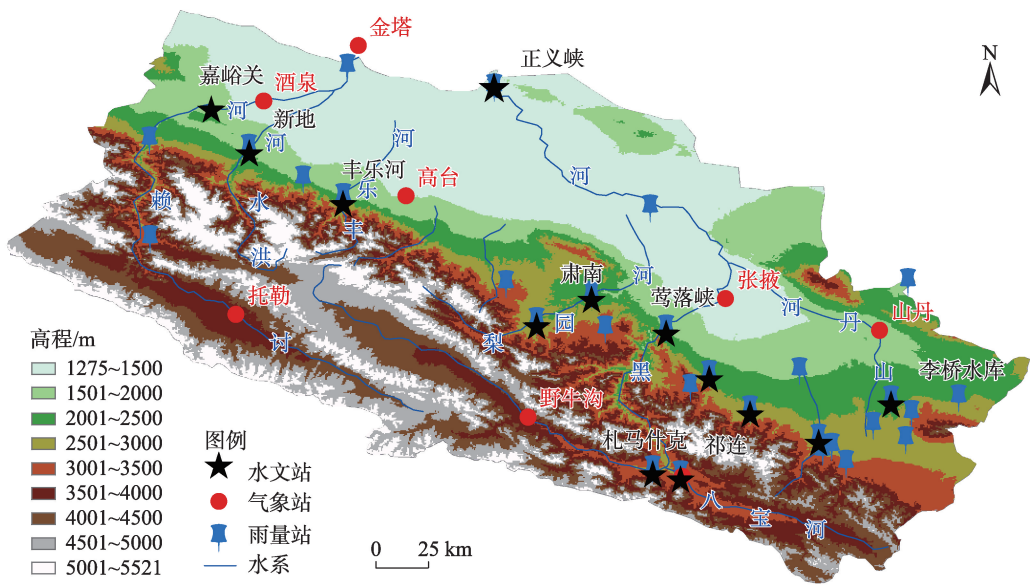 金塔
正义峡
N
嘉峪关
酒泉
河
新地
河
河
丰乐河
乐
高台
河
赖
水
丰
洪
肃南
河
莺落峡
张掖
河
丹
山丹
托勒
讨
梨
园
黑
山
李桥水库
野牛沟
札马什克
祁连
八
宝
河
高程/m
1275~1500
1501~2000
2001~2500
2501~3000
3001~3500
3501~4000
4001~4500
4501~5000
5001~5521
图例
水文站
气象站
雨量站
水系
0 25 km